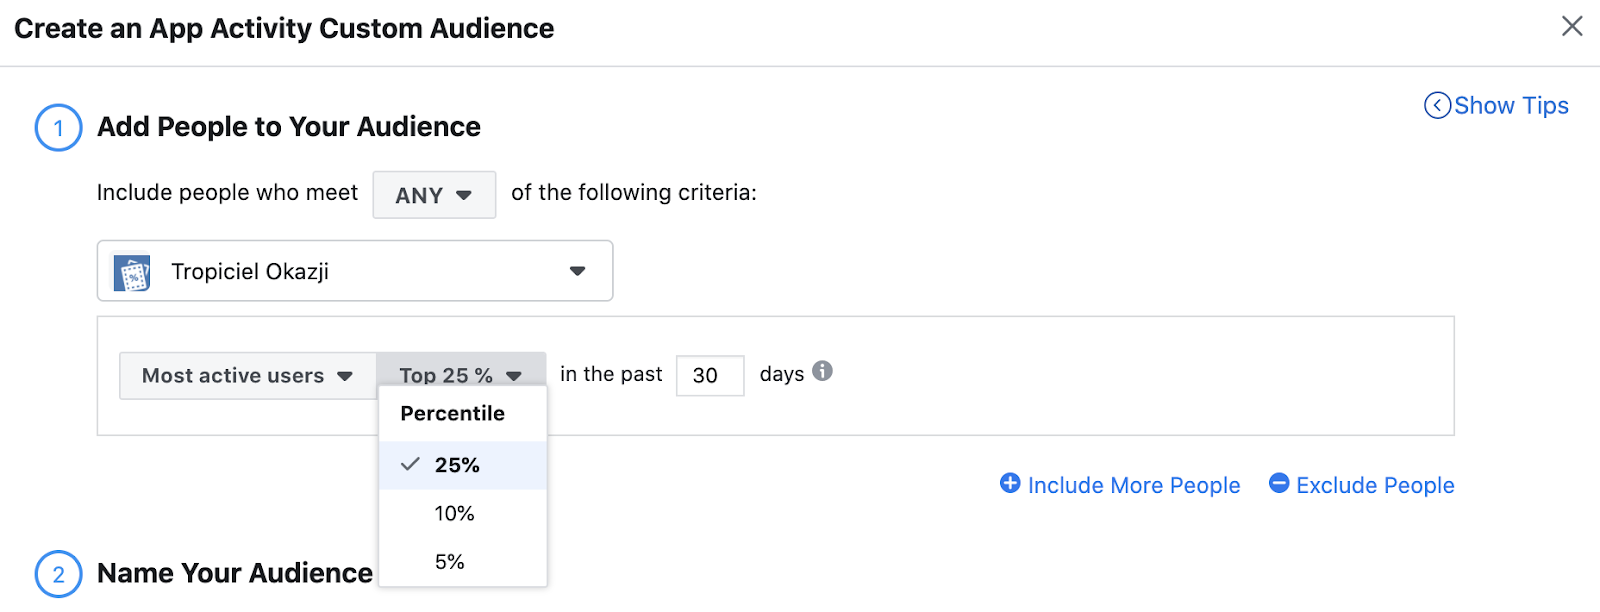 Create an App Activity Custom Audience
Show Tips
1 Add People to Your Audience
Include people who meet ANY of the following criteria:
% Tropiciel Okazji
Most active users Top 25 % in the past 30 days
Percentile
25%
Include More People Exclude People
10%
5%
2 Name Your Audience